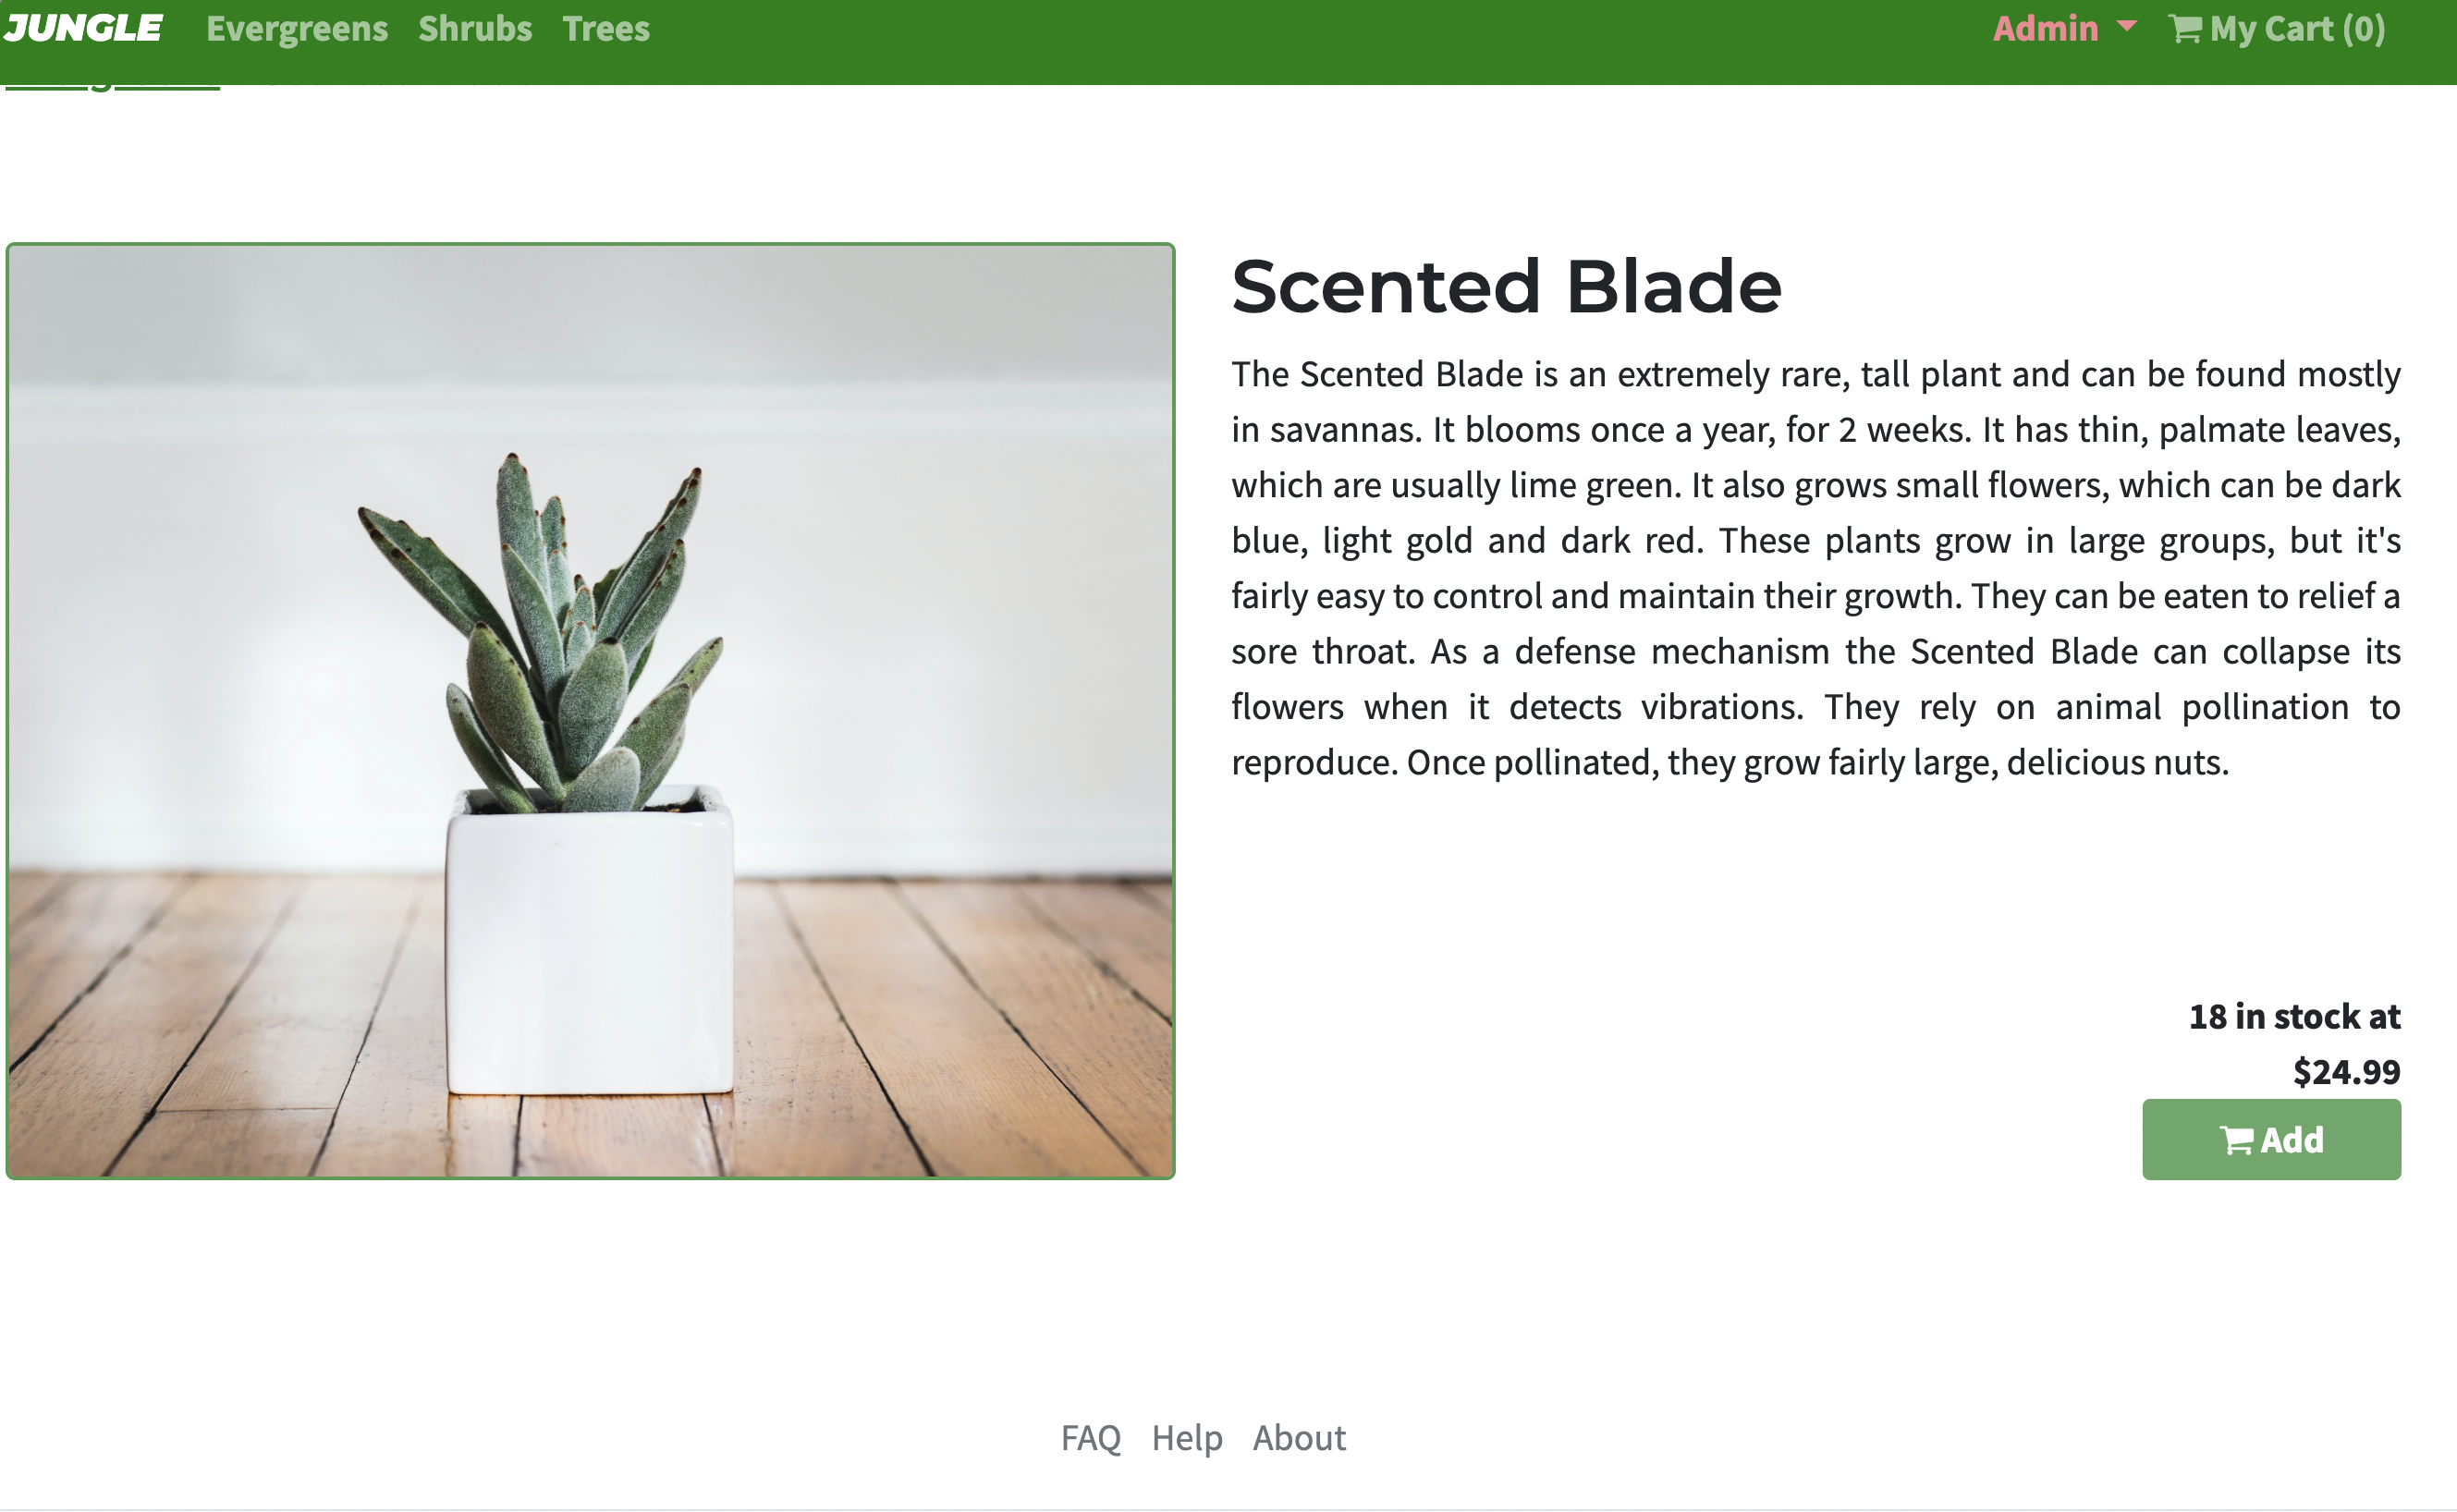 JUNGLE Evergreens Shrubs Trees Admin My Cart (0)
Scented Blade
The Scented Blade is an extremely rare, tall plant and can be found mostly
in savannas. It blooms once a year, for 2 weeks. It has thin, palmate leaves,
which are usually lime green. It also grows small flowers, which can be dark
blue, light gold and dark red. These plants grow in large groups, but it's
fairly easy to control and maintain their growth. They can be eaten to relief a
sore throat. As a defense mechanism the Scented Blade can collapse its
flowers when it detects vibrations. They rely on animal pollination to
reproduce. Once pollinated, they grow fairly large, delicious nuts.
18 in stock at
$24.99
Add
FAQ Help About